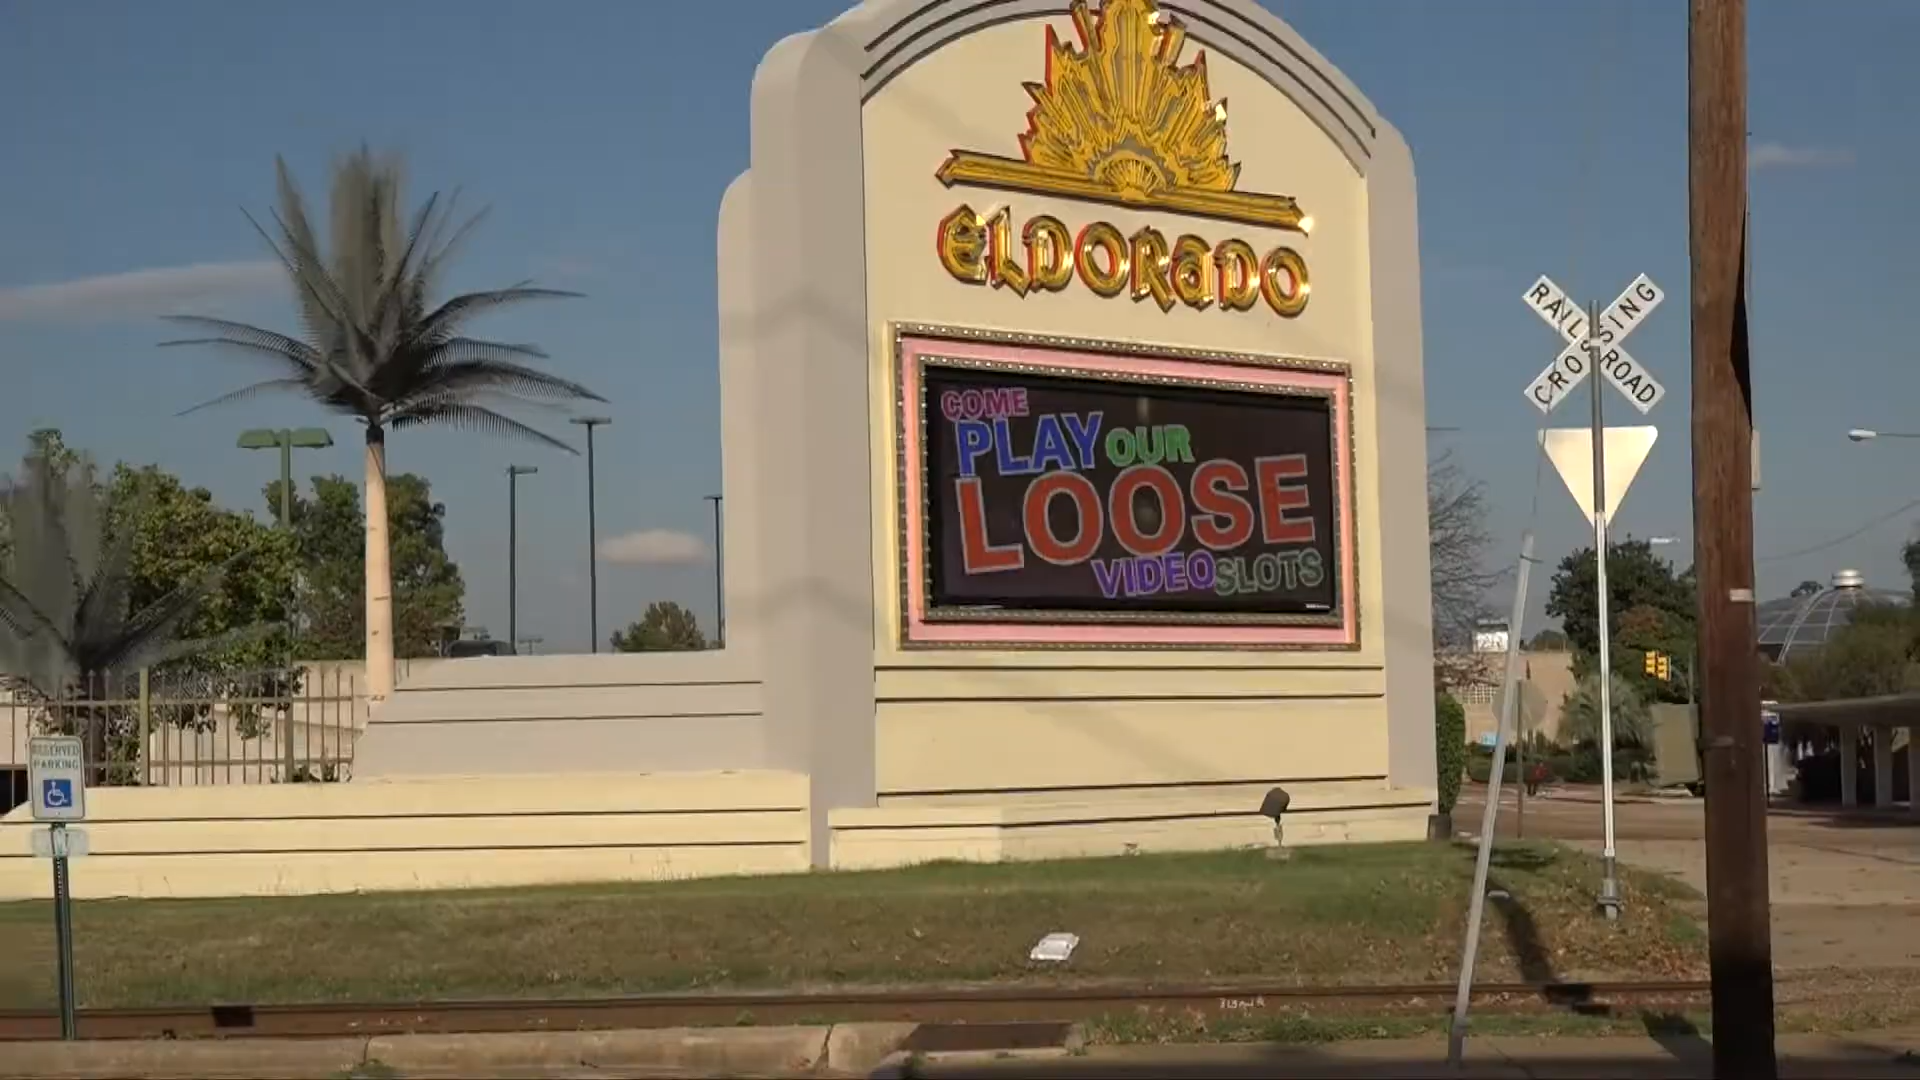 ELDORADO
COME
PLAY OUR
LOOSE
VIDEO SLOTS
RAILROAD
CROSSING
RESERVED
PARKING